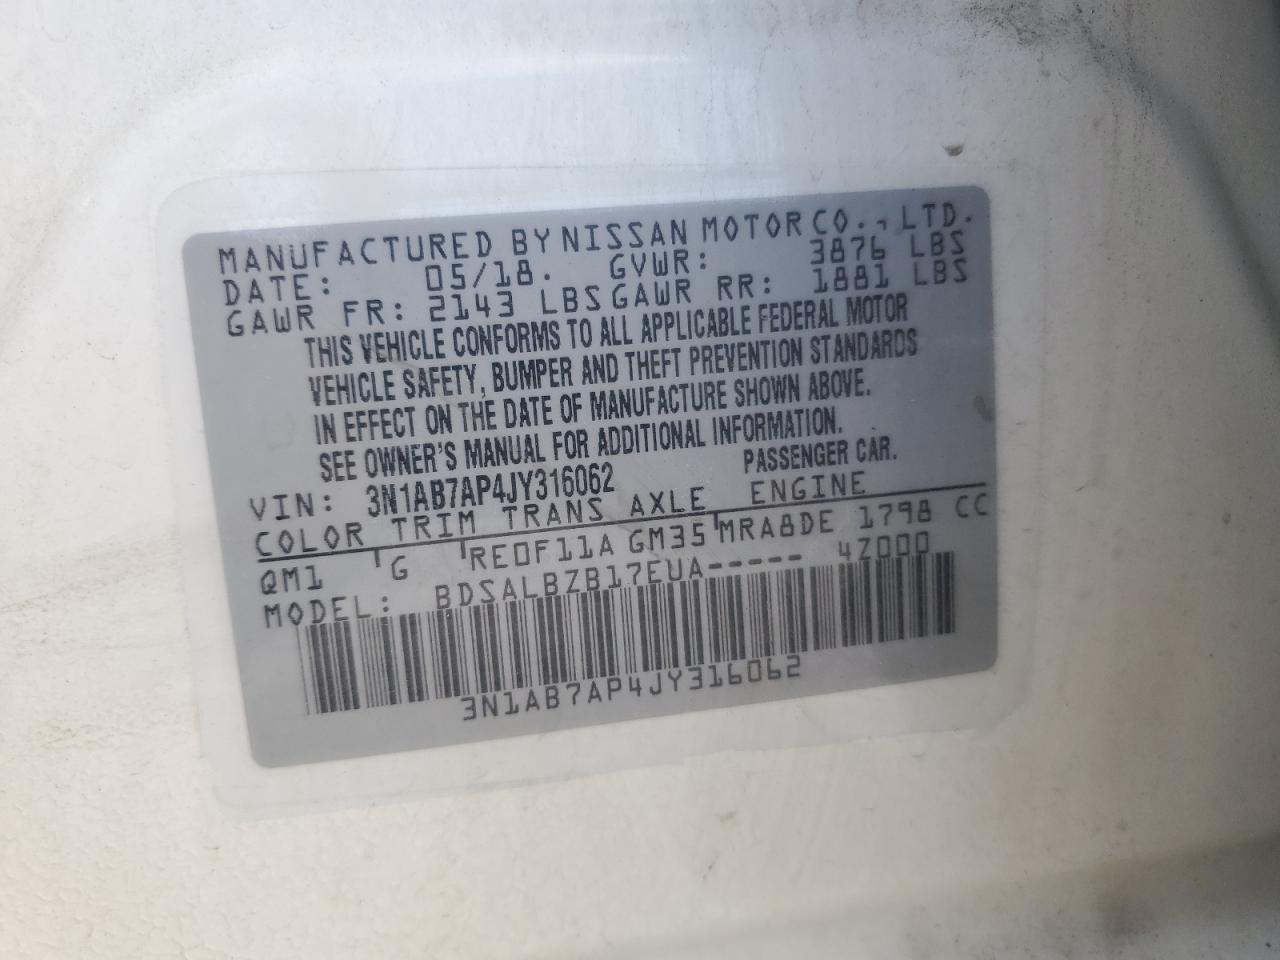 MANUFACTURED BY NISSAN MOTOR CO., LTD.
DATE: 05/18. GVWR: 3876 LBS
GAWR FR: 2143 LBS GAWR RR: 1881 LBS
THIS VEHICLE CONFORMS TO ALL APPLICABLE FEDERAL MOTOR
VEHICLE SAFETY, BUMPER AND THEFT PREVENTION STANDARDS
IN EFFECT ON THE DATE OF MANUFACTURE SHOWN ABOVE.
SEE OWNER'S MANUAL FOR ADDITIONAL INFORMATION.
VIN: 3N1AB7AP4JY316062 PASSENGER CAR.
COLOR TRIM TRANS AXLE ENGINE
QM1 G RE0F11A GM35 MRA8DE 1798 CC
MODEL: BDSALBZB17EUA----- 4Z000
3N1AB7AP4JY316062